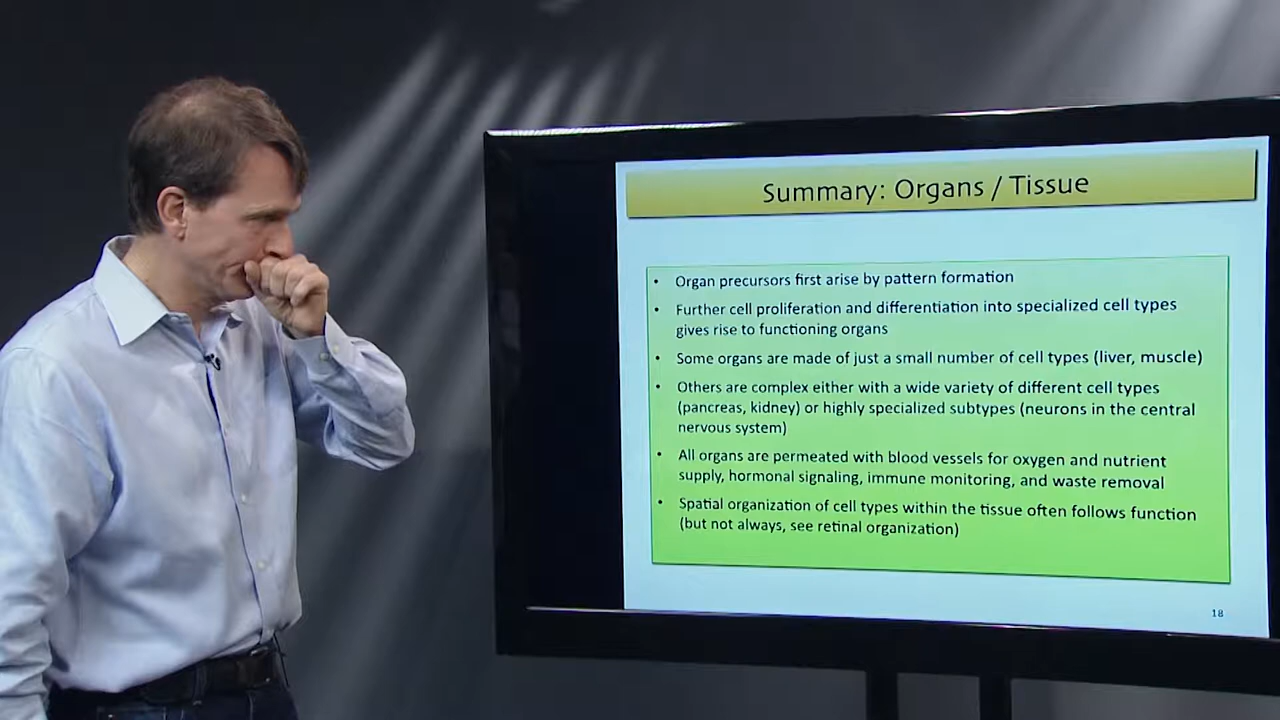 Summary: Organs / Tissue
• Organ precursors first arise by pattern formation
• Further cell proliferation and differentiation into specialized cell types
gives rise to functioning organs
• Some organs are made of just a small number of cell types (liver, muscle)
• Others are complex either with a wide variety of different cell types
(pancreas, kidney) or highly specialized subtypes (neurons in the central
nervous system)
• All organs are permeated with blood vessels for oxygen and nutrient
supply, hormonal signaling, immune monitoring, and waste removal
• Spatial organization of cell types within the tissue often follows function
(but not always, see retinal organization)
18